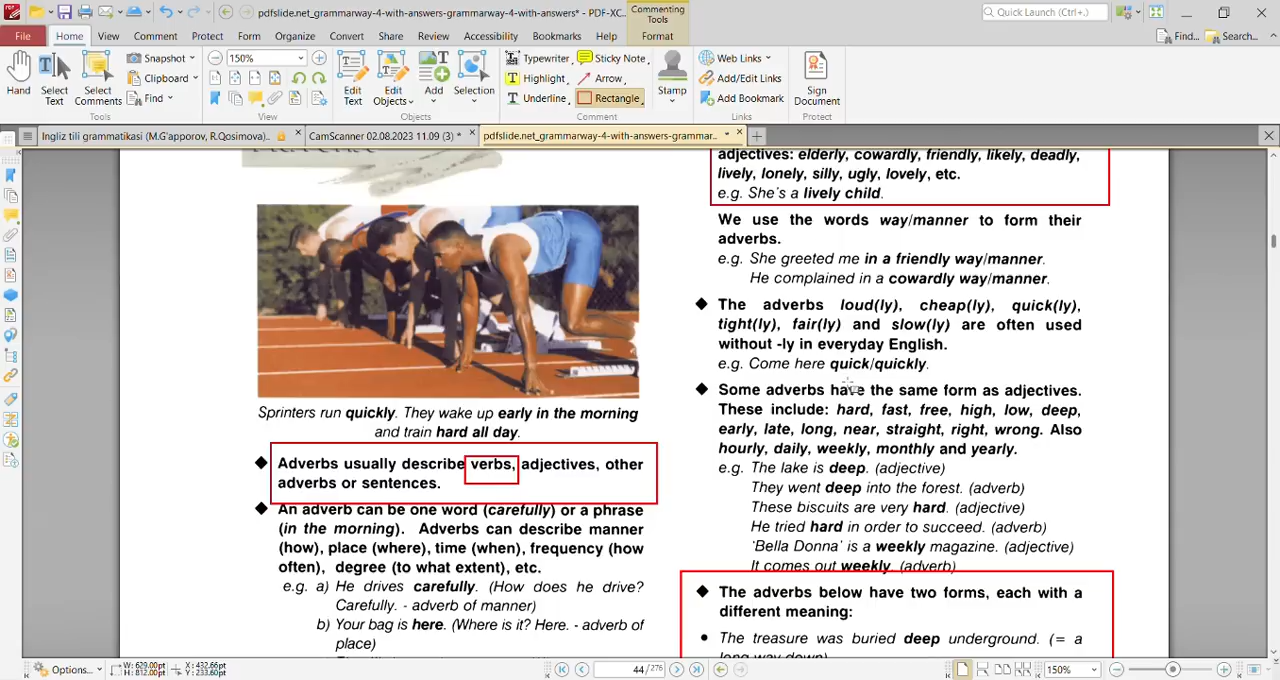 pdfslide.net_grammarway-4-with-answers-grammarway-4-with-answers* - PDF-XC...
Commenting Tools
Quick Launch (Ctrl+.)
File
Home
View
Comment
Protect
Form
Organize
Convert
Share
Review
Accessibility
Bookmarks
Help
Format
Find...
Search...
Hand
Select Text
Select Comments
Snapshot
Clipboard
Find
Tools
150%
View
Edit Text
Edit Objects
Add
Selection
Objects
Typewriter
Highlight
Underline
Sticky Note
Arrow
Rectangle
Stamp
Comment
Web Links
Add/Edit Links
Add Bookmark
Links
Sign Document
Protect
Ingliz tili grammatikasi (M.G'apporov, R.Qosimova)..
CamScanner 02.08.2023 11.09 (3) *
pdfslide.net_grammarway-4-with-answers-grammar... *
Sprinters run quickly. They wake up early in the morning
and train hard all day.
Adverbs usually describe verbs, adjectives, other
adverbs or sentences.
An adverb can be one word (carefully) or a phrase
(in the morning). Adverbs can describe manner
(how), place (where), time (when), frequency (how
often), degree (to what extent), etc.
e.g. a) He drives carefully. (How does he drive?
Carefully. - adverb of manner)
b) Your bag is here. (Where is it? Here. - adverb of
place)
adjectives: elderly, cowardly, friendly, likely, deadly,
lively, lonely, silly, ugly, lovely, etc.
e.g. She's a lively child.
We use the words way/manner to form their
adverbs.
e.g. She greeted me in a friendly way/manner.
He complained in a cowardly way/manner.
The adverbs loud(ly), cheap(ly), quick(ly),
tight(ly), fair(ly) and slow(ly) are often used
without -ly in everyday English.
e.g. Come here quick/quickly.
Some adverbs have the same form as adjectives.
These include: hard, fast, free, high, low, deep,
early, late, long, near, straight, right, wrong. Also
hourly, daily, weekly, monthly and yearly.
e.g. The lake is deep. (adjective)
They went deep into the forest. (adverb)
These biscuits are very hard. (adjective)
He tried hard in order to succeed. (adverb)
'Bella Donna' is a weekly magazine. (adjective)
It comes out weekly. (adverb)
The adverbs below have two forms, each with a
different meaning:
• The treasure was buried deep underground. (= a
long way down)
Options...
W: 629.00pt
H: 812.00pt
X: 432.66pt
Y: 233.60pt
44 / 276
150%